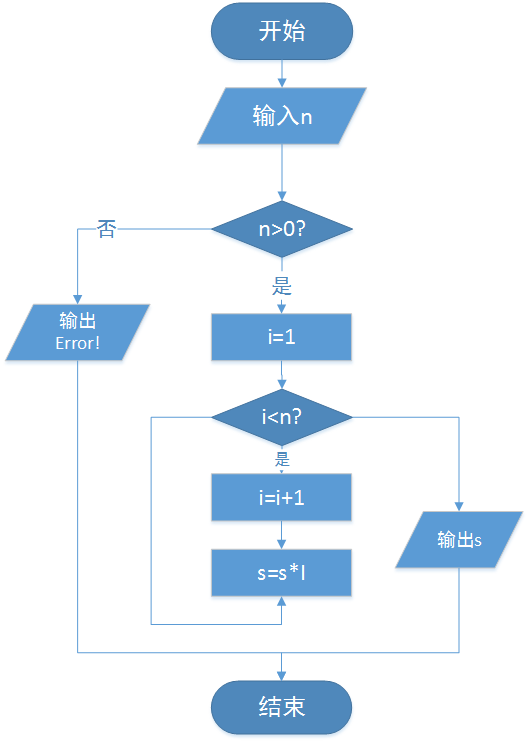 开始
输入n
n>0?
否
是
输出
Error!
i=1
i<n?
是
i=i+1
输出s
s=s*I
结束